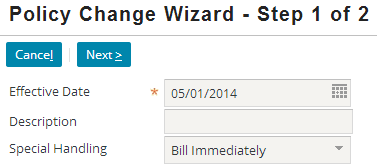 Policy Change Wizard - Step 1 of 2
Cancel Next >
Effective Date * 05/01/2014
Description
Special Handling Bill Immediately